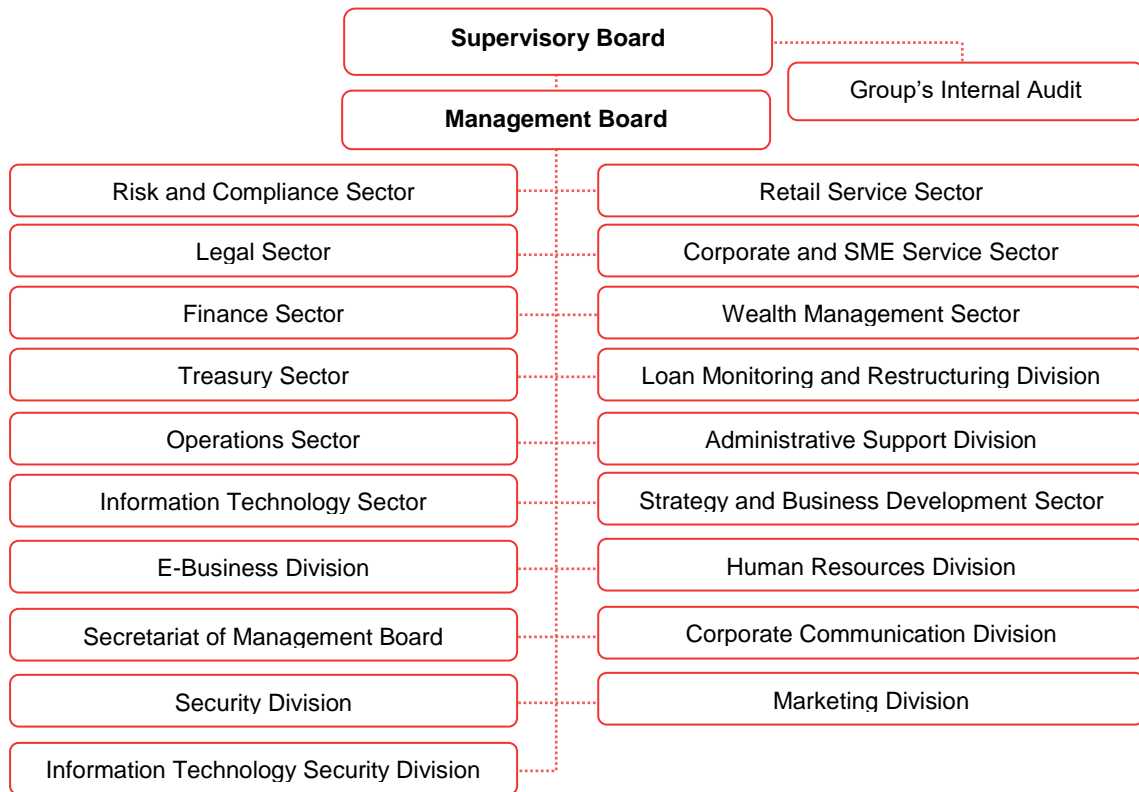 Supervisory Board
Group’s Internal Audit
Management Board
Risk and Compliance Sector
Retail Service Sector
Legal Sector
Corporate and SME Service Sector
Finance Sector
Wealth Management Sector
Treasury Sector
Loan Monitoring and Restructuring Division
Operations Sector
Administrative Support Division
Information Technology Sector
Strategy and Business Development Sector
E-Business Division
Human Resources Division
Secretariat of Management Board
Corporate Communication Division
Security Division
Marketing Division
Information Technology Security Division